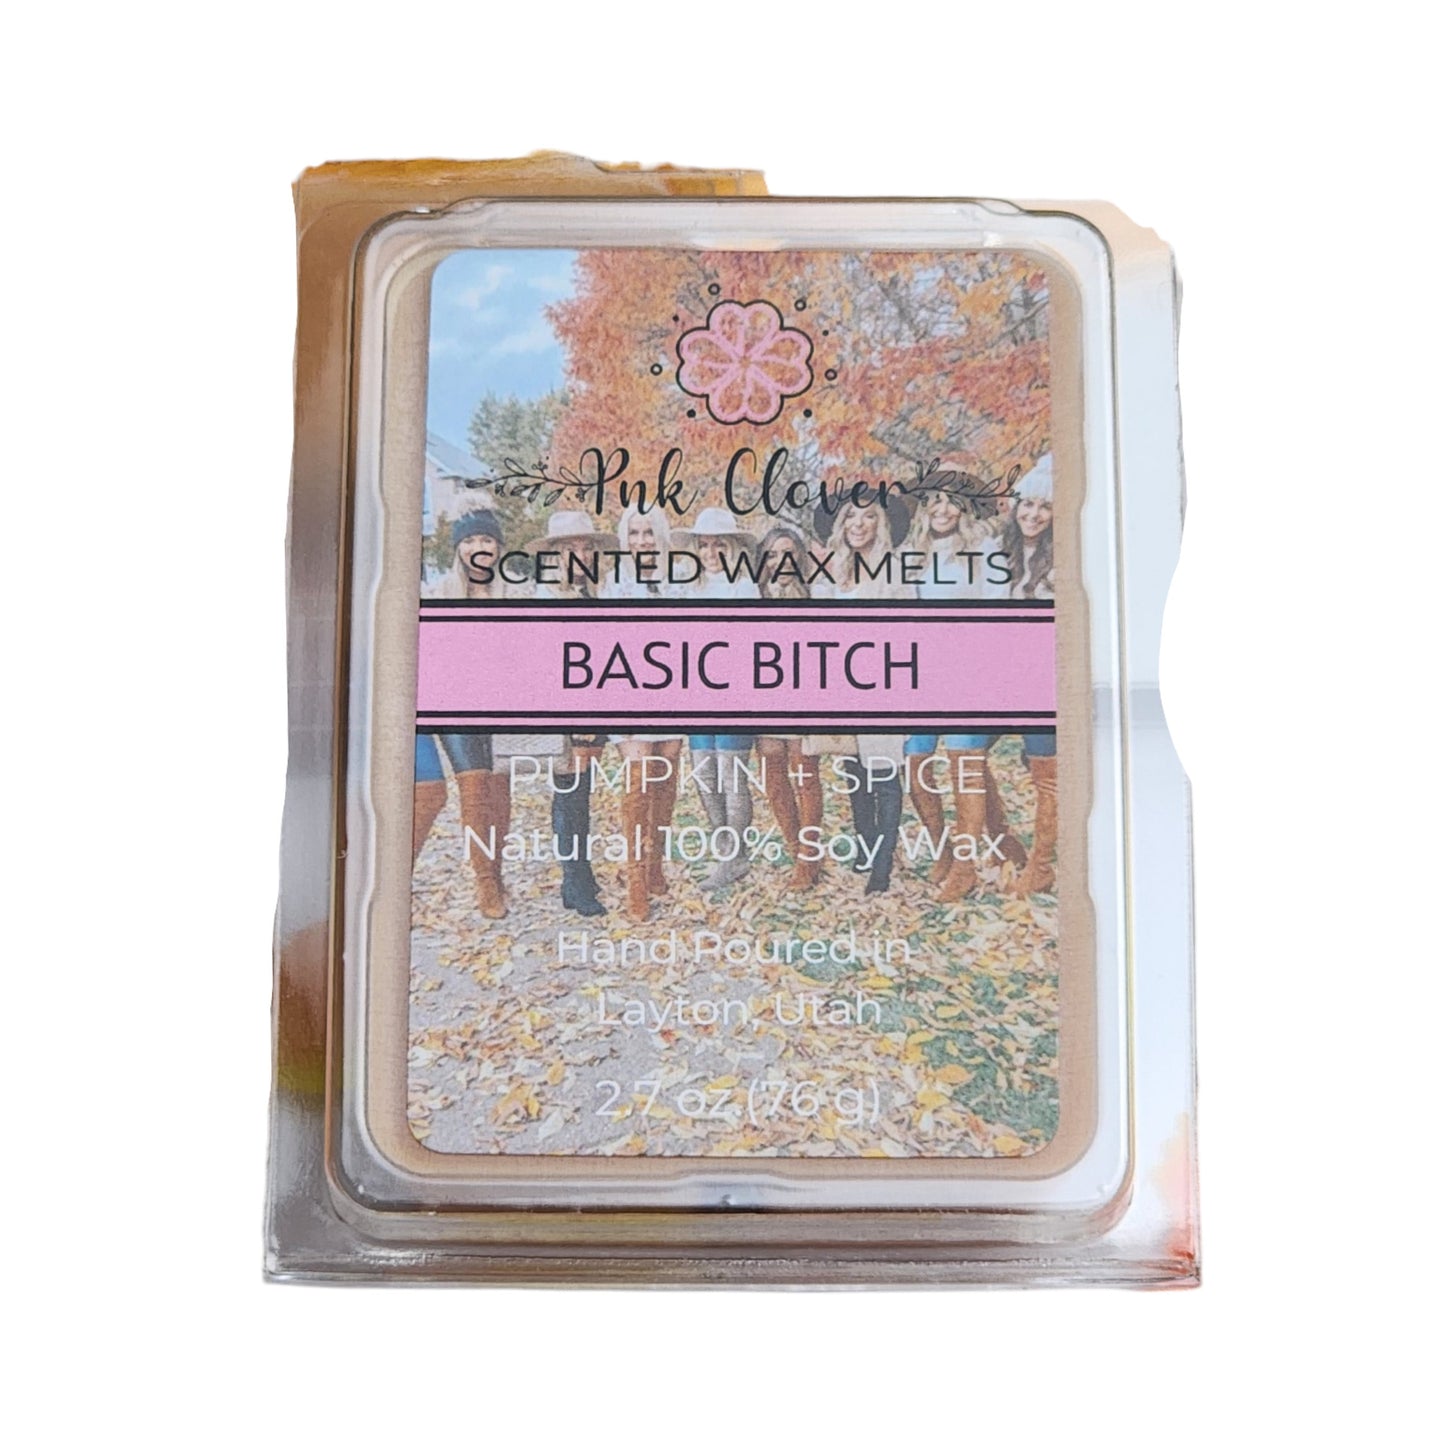 Pnk Clover
SCENTED WAX MELTS
BASIC BITCH
PUMPKIN + SPICE
Natural 100% Soy Wax
Hand Poured in
Layton, Utah
2.7 oz (76 g)